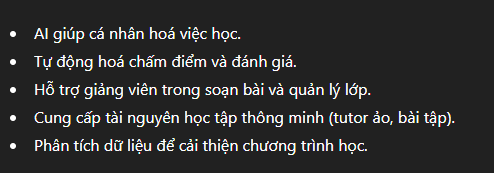 • AI giúp cá nhân hoá việc học.
• Tự động hoá chấm điểm và đánh giá.
• Hỗ trợ giảng viên trong soạn bài và quản lý lớp.
• Cung cấp tài nguyên học tập thông minh (tutor ảo, bài tập).
• Phân tích dữ liệu để cải thiện chương trình học.